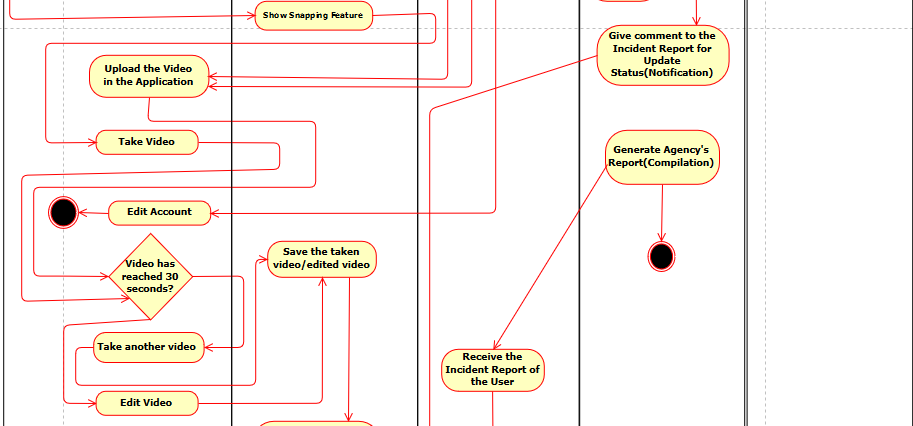 Show Snapping Feature
Give comment to the
Incident Report for
Update
Status(Notification)
Upload the Video
in the Application
Take Video
Generate Agency's
Report(Compilation)
Edit Account
Video has
reached 30
seconds?
Save the taken
video/edited video
Take another video
Receive the
Incident Report of
the User
Edit Video